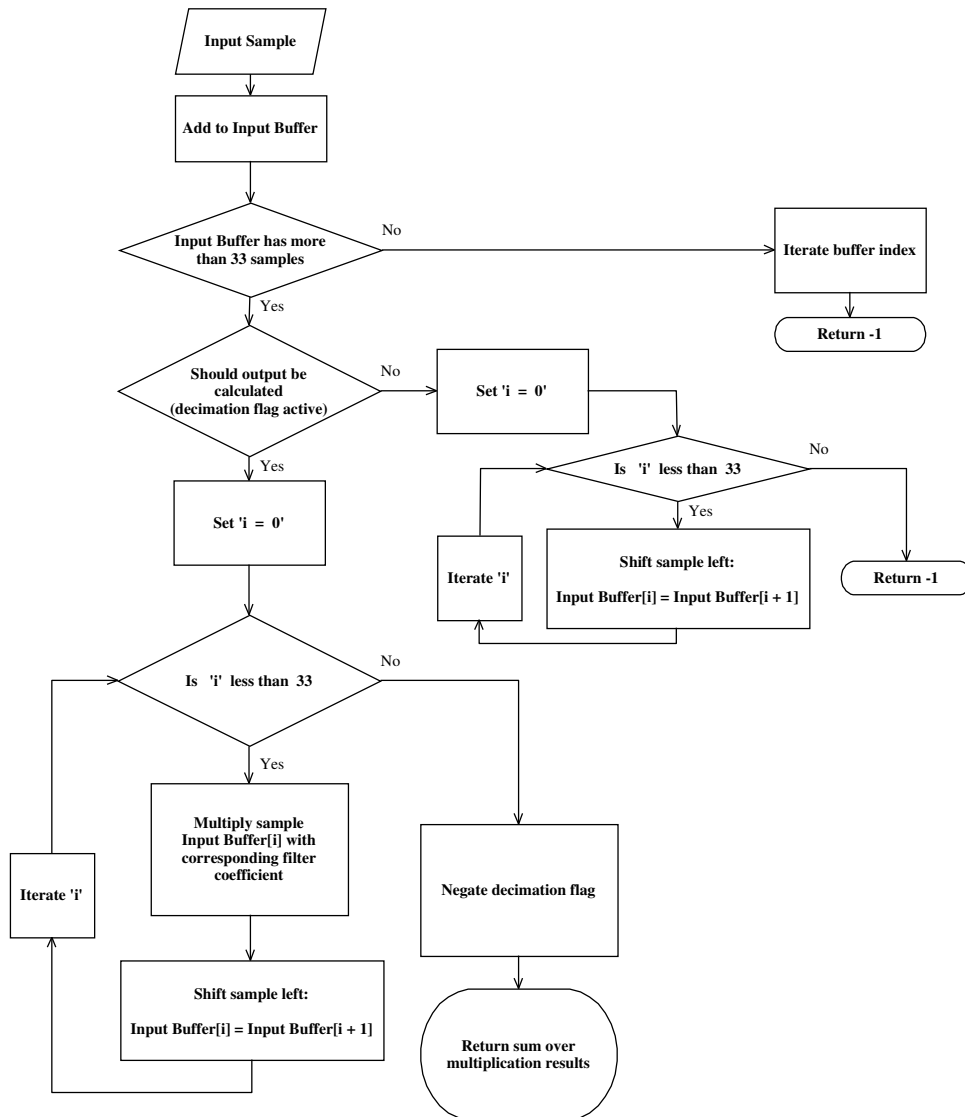 Input Sample
Add to Input Buffer
Input Buffer has more
than 33 samples
No
Iterate buffer index
Return -1
Yes
Should output be
calculated
(decimation flag active)
No
Set 'i = 0'
Is 'i' less than 33
No
Return -1
Yes
Shift sample left:
Input Buffer[i] = Input Buffer[i + 1]
Iterate 'i'
Yes
Set 'i = 0'
Is 'i' less than 33
No
Yes
Multiply sample
Input Buffer[i] with
corresponding filter
coefficient
Iterate 'i'
Shift sample left:
Input Buffer[i] = Input Buffer[i + 1]
Negate decimation flag
Return sum over
multiplication results